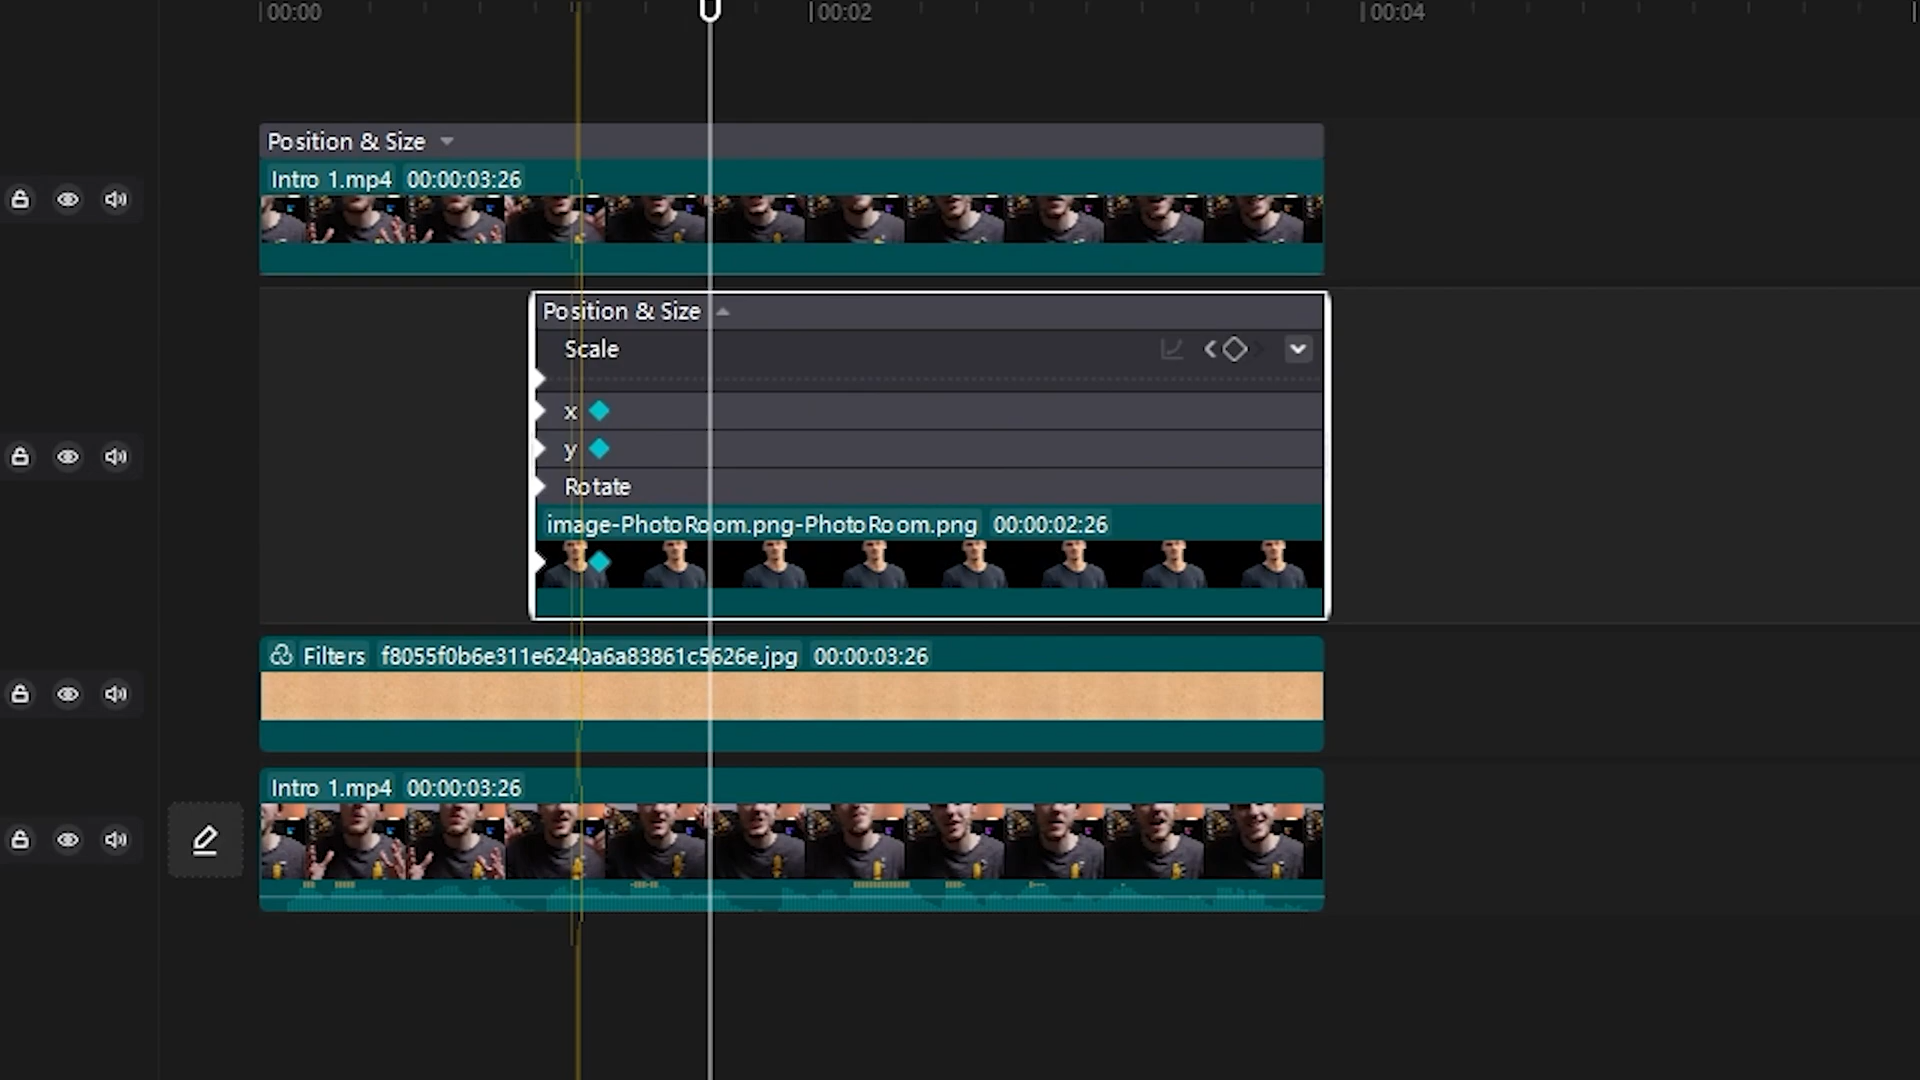 00:00 00:02 00:04
Position & Size
Intro 1.mp4 00:00:03:26
Position & Size
Scale
x
y
Rotate
image-PhotoRoom.png-PhotoRoom.png 00:00:02:26
Filters f8055f0b6e311e6240a6a83861c5626e.jpg 00:00:03:26
Intro 1.mp4 00:00:03:26